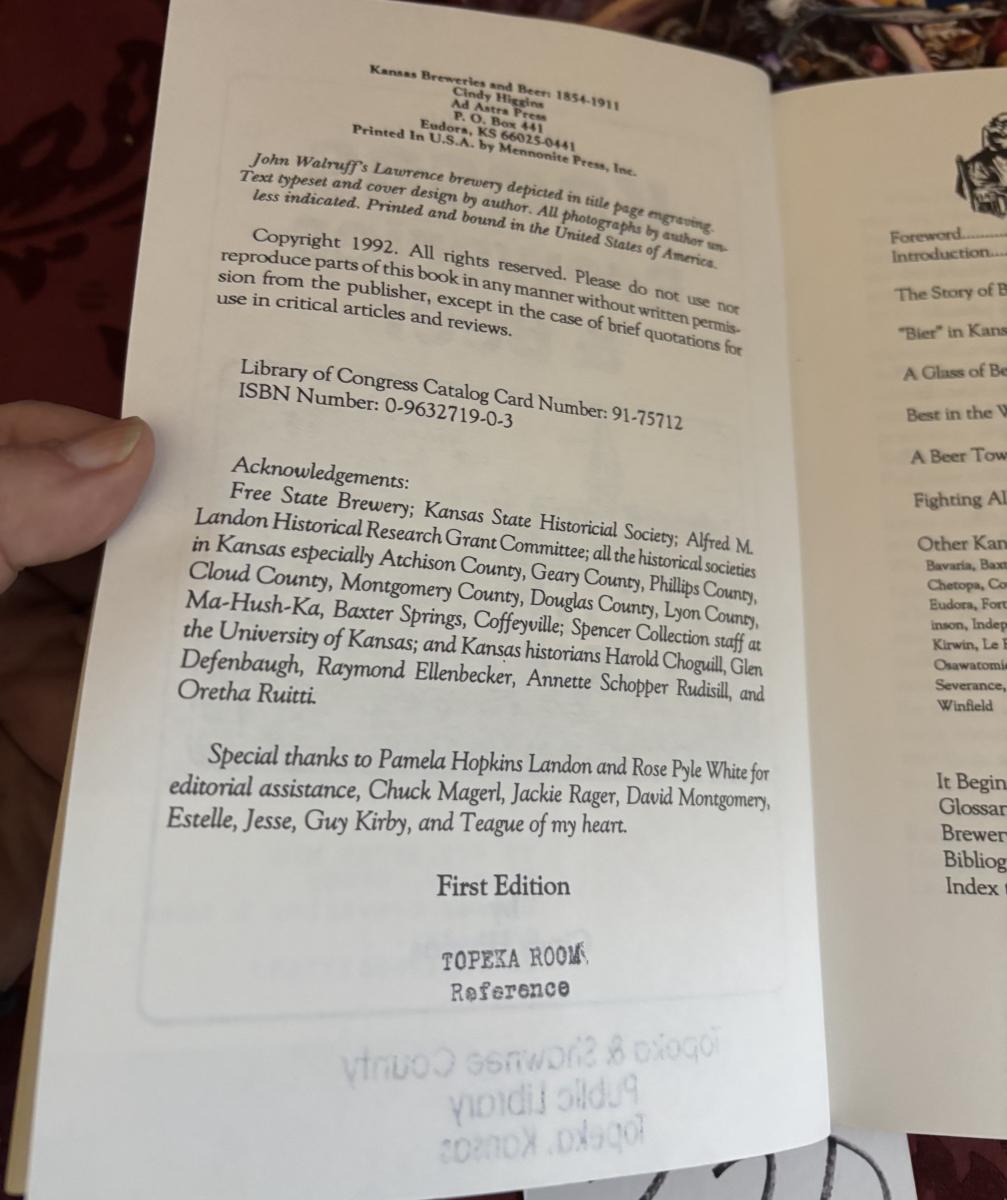 Kansas Breweries and Beer: 1854-1911
Cindy Higgins
Ad Astra Press
P. O. Box 441
Eudora, KS 66025-0441
Printed In U.S.A. by Mennonite Press, Inc.
John Walruff's Lawrence brewery depicted in title page engraving.
Text typeset and cover design by author. All photographs by author un-
less indicated. Printed and bound in the United States of America.
Copyright 1992. All rights reserved. Please do not use nor
reproduce parts of this book in any manner without written permis-
sion from the publisher, except in the case of brief quotations for
use in critical articles and reviews.
Library of Congress Catalog Card Number: 91-75712
ISBN Number: 0-9632719-0-3
Acknowledgements:
Free State Brewery; Kansas State Historicial Society; Alfred M.
Landon Historical Research Grant Committee; all the historical societies
in Kansas especially Atchison County, Geary County, Phillips County,
Cloud County, Montgomery County, Douglas County, Lyon County,
Ma-Hush-Ka, Baxter Springs, Coffeyville; Spencer Collection staff at
the University of Kansas; and Kansas historians Harold Choguill, Glen
Defenbaugh, Raymond Ellenbecker, Annette Schopper Rudisill, and
Oretha Ruitti.
Special thanks to Pamela Hopkins Landon and Rose Pyle White for
editorial assistance, Chuck Magerl, Jackie Rager, David Montgomery,
Estelle, Jesse, Guy Kirby, and Teague of my heart.
First Edition
TOPEKA ROOM
Reference
Topeka & Shawnee County
Public Library
Topeka, Kansas
Foreword..........
Introduction....
The Story of B
"Bier" in Kans
A Glass of Be
Best in the
A Beer Tow
Fighting Al
Other Kan
Bavaria, Baxt
Chetopa, Co
Eudora, Fort
inson, Indep
Kirwin, Le
Osawatomi
Severance,
Winfield
It Begin
Glossar
Brewer
Bibliog
Index